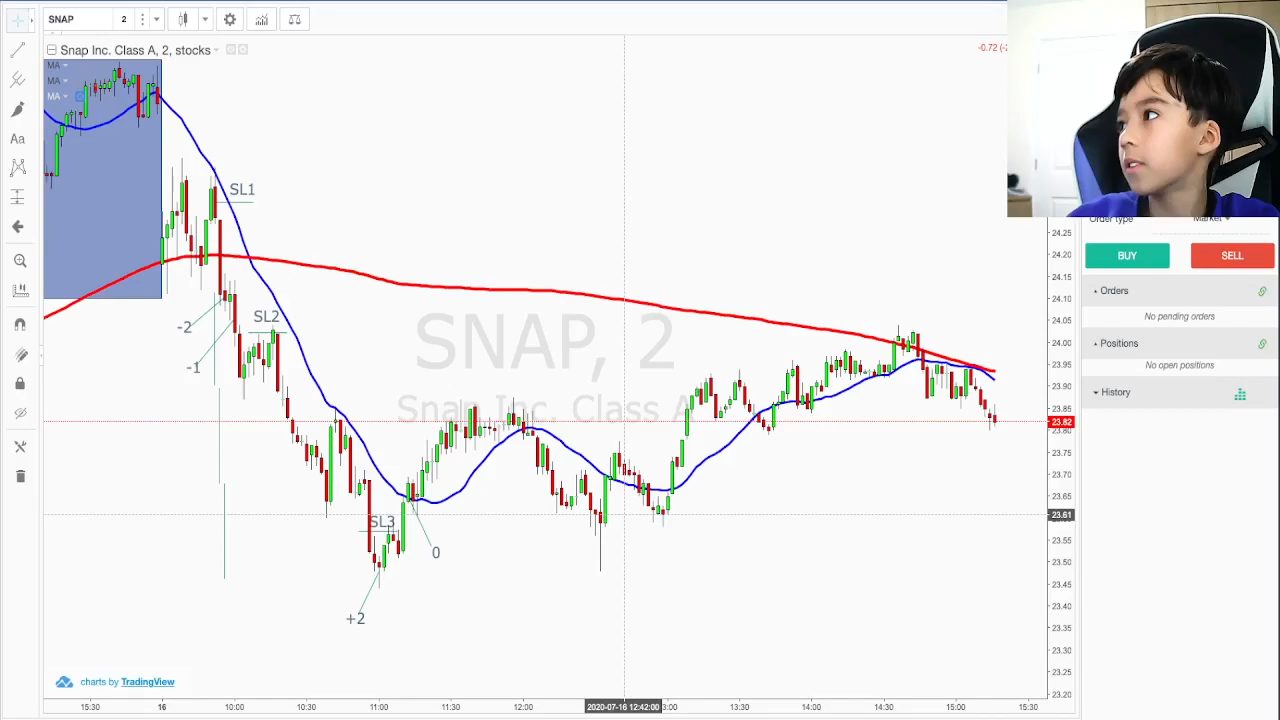 SNAP 2
Snap Inc. Class A, 2, stocks
-0.72 (-2
MA
MA
MA
SL1
-2
SL2
-1
SL3
0
+2
SNAP, 2
Snap Inc. Class A
Aa
24.25
24.20
24.15
24.10
24.05
24.00
23.95
23.90
23.85
23.82
23.80
23.75
23.70
23.65
23.61
23.55
23.50
23.45
23.40
23.35
23.30
23.25
23.20
Order type Market
BUY SELL
Orders
No pending orders
Positions
No open positions
History
charts by TradingView
15:30 16 10:00 10:30 11:00 11:30 12:00 2020-07-16 12:42:00 3:00 13:30 14:00 14:30 15:00 15:30